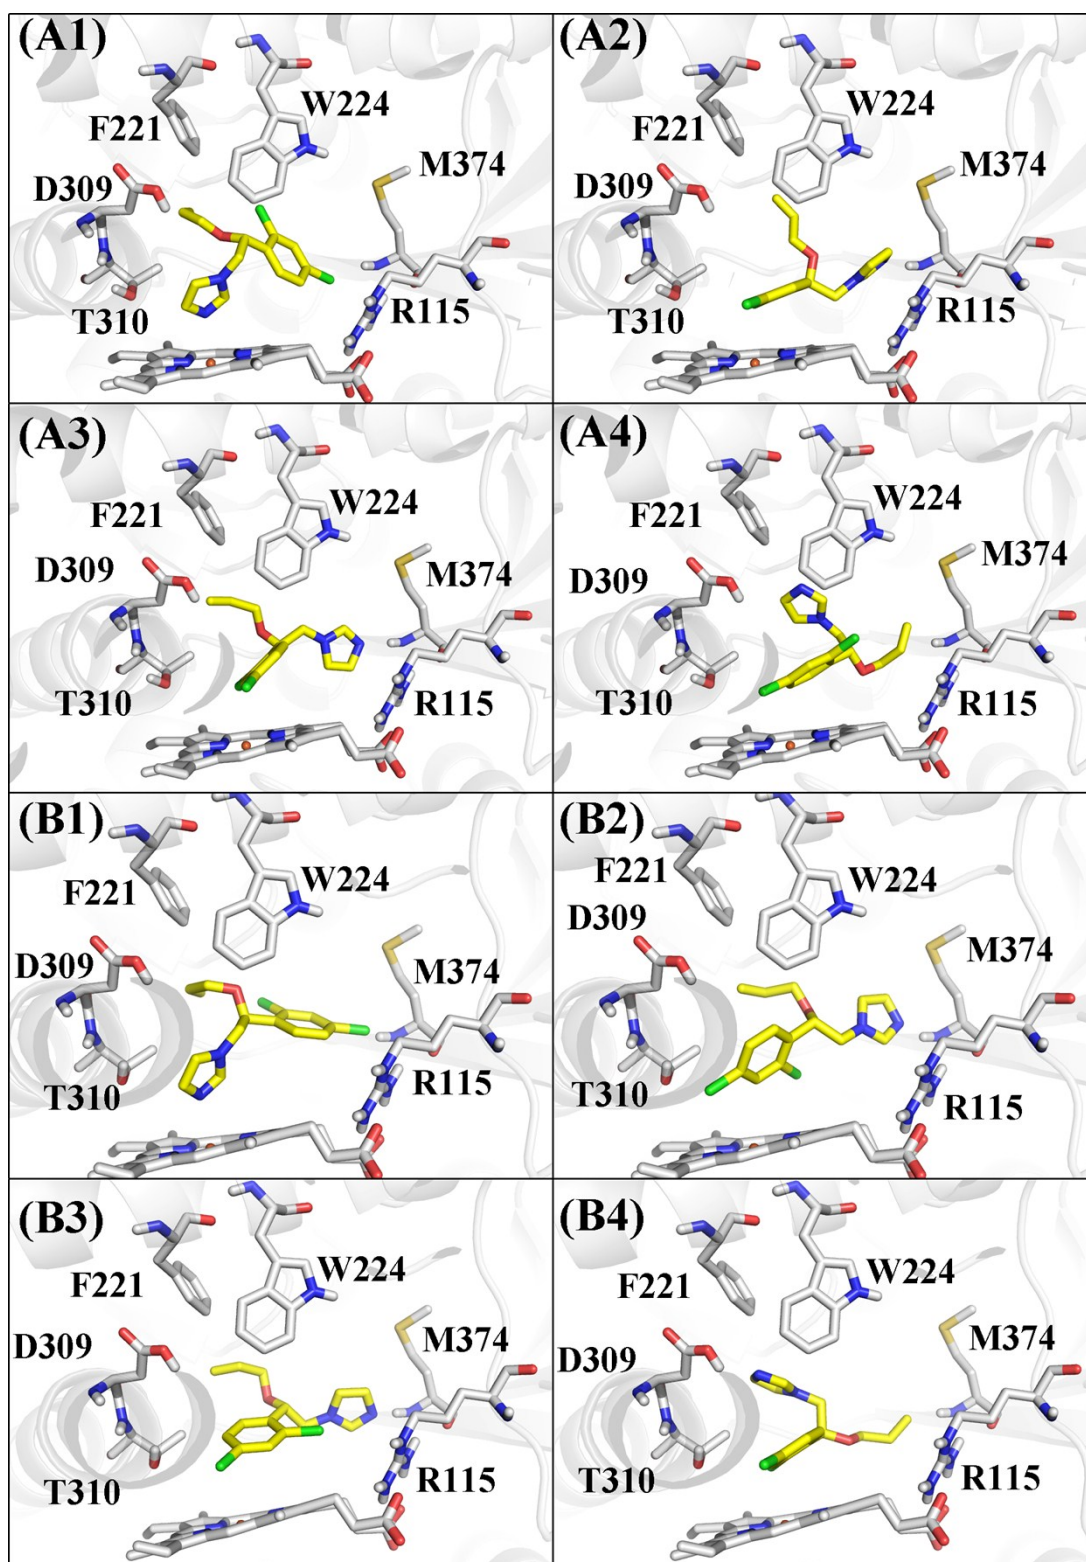 (A1)
W224
F221
M374
D309
T310
R115
(A2)
W224
F221
M374
D309
T310
R115
(A3)
W224
F221
D309
M374
T310
R115
(A4)
W224
F221
D309
M374
T310
R115
(B1)
W224
F221
D309
M374
T310
R115
(B2)
F221
W224
D309
M374
T310
R115
(B3)
W224
F221
D309
M374
T310
R115
(B4)
W224
F221
M374
D309
T310
R115